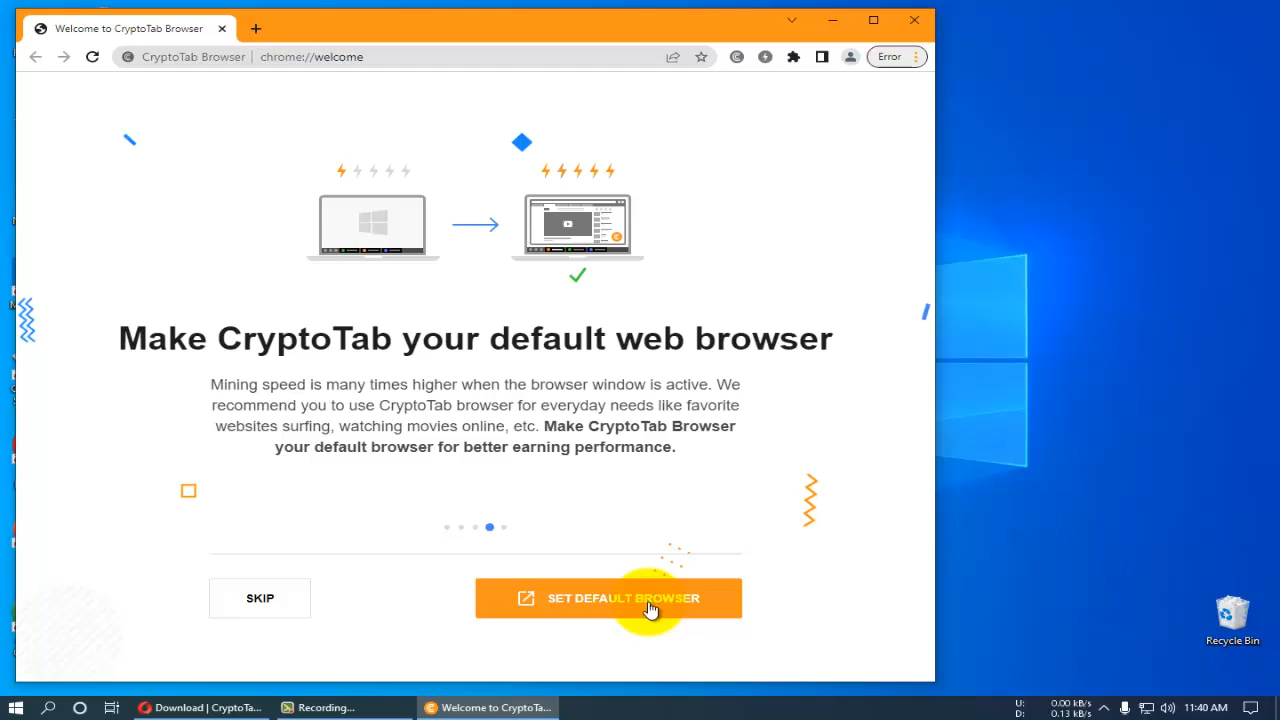 Welcome to CryptoTab Browser
CryptoTab Browser | chrome://welcome
Error
Make CryptoTab your default web browser
Mining speed is many times higher when the browser window is active. We
recommend you to use CryptoTab browser for everyday needs like favorite
websites surfing, watching movies online, etc. Make CryptoTab Browser
your default browser for better earning performance.
SKIP
SET DEFAULT BROWSER
Recycle Bin
Download | CryptoTa...
Recording...
Welcome to CryptoTa...
U: 0.00 kB/s
D: 0.13 kB/s
11:40 AM